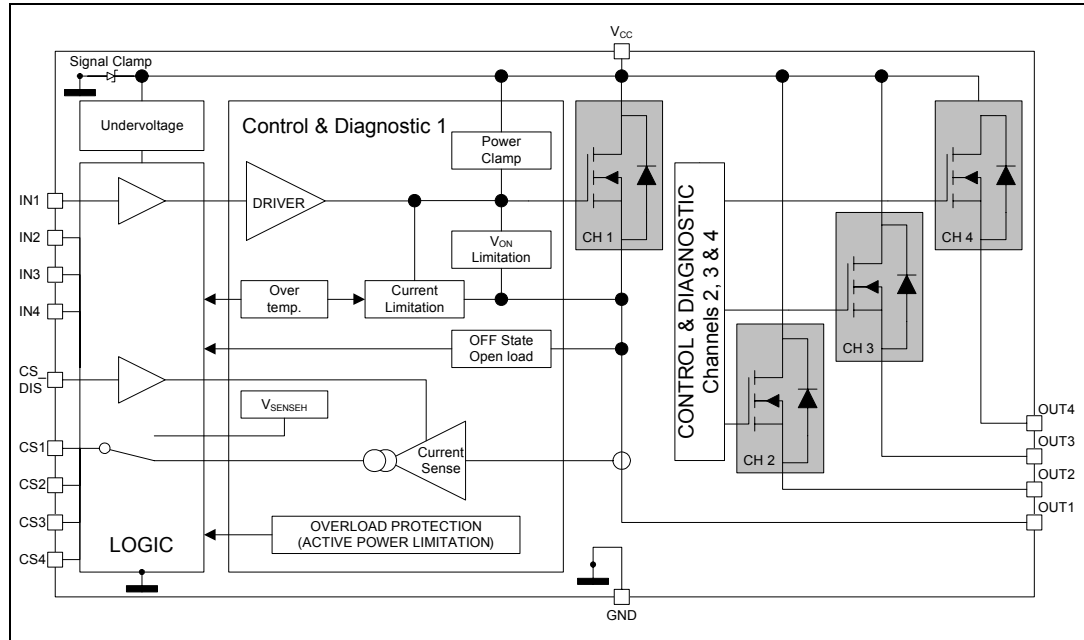 VCC
Signal Clamp
Undervoltage
Control & Diagnostic 1
Power
Clamp
IN1
DRIVER
CH 1
CH 4
IN2
VON
Limitation
IN3
CONTROL & DIAGNOSTIC
Channels 2, 3 & 4
IN4
Over
temp.
Current
Limitation
OFF State
Open load
CH 3
CS_
DIS
VSENSEH
OUT4
CS1
Current
Sense
CH 2
OUT3
CS2
OUT2
CS3
OVERLOAD PROTECTION
(ACTIVE POWER LIMITATION)
OUT1
LOGIC
CS4
GND